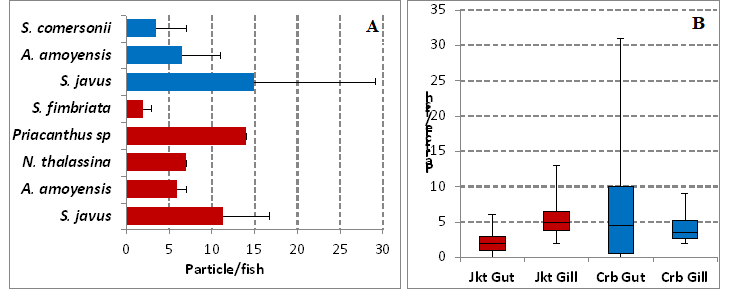 A
S. comersonii
A. amoyensis
S. javus
S. fimbriata
Priacanthus sp
N. thalassina
A. amoyensis
S. javus
0 5 10 15 20 25 30
Particle/fish
B
35
30
25
20
15
10
5
0
Jkt Gut Jkt Gill Crb Gut Crb Gill